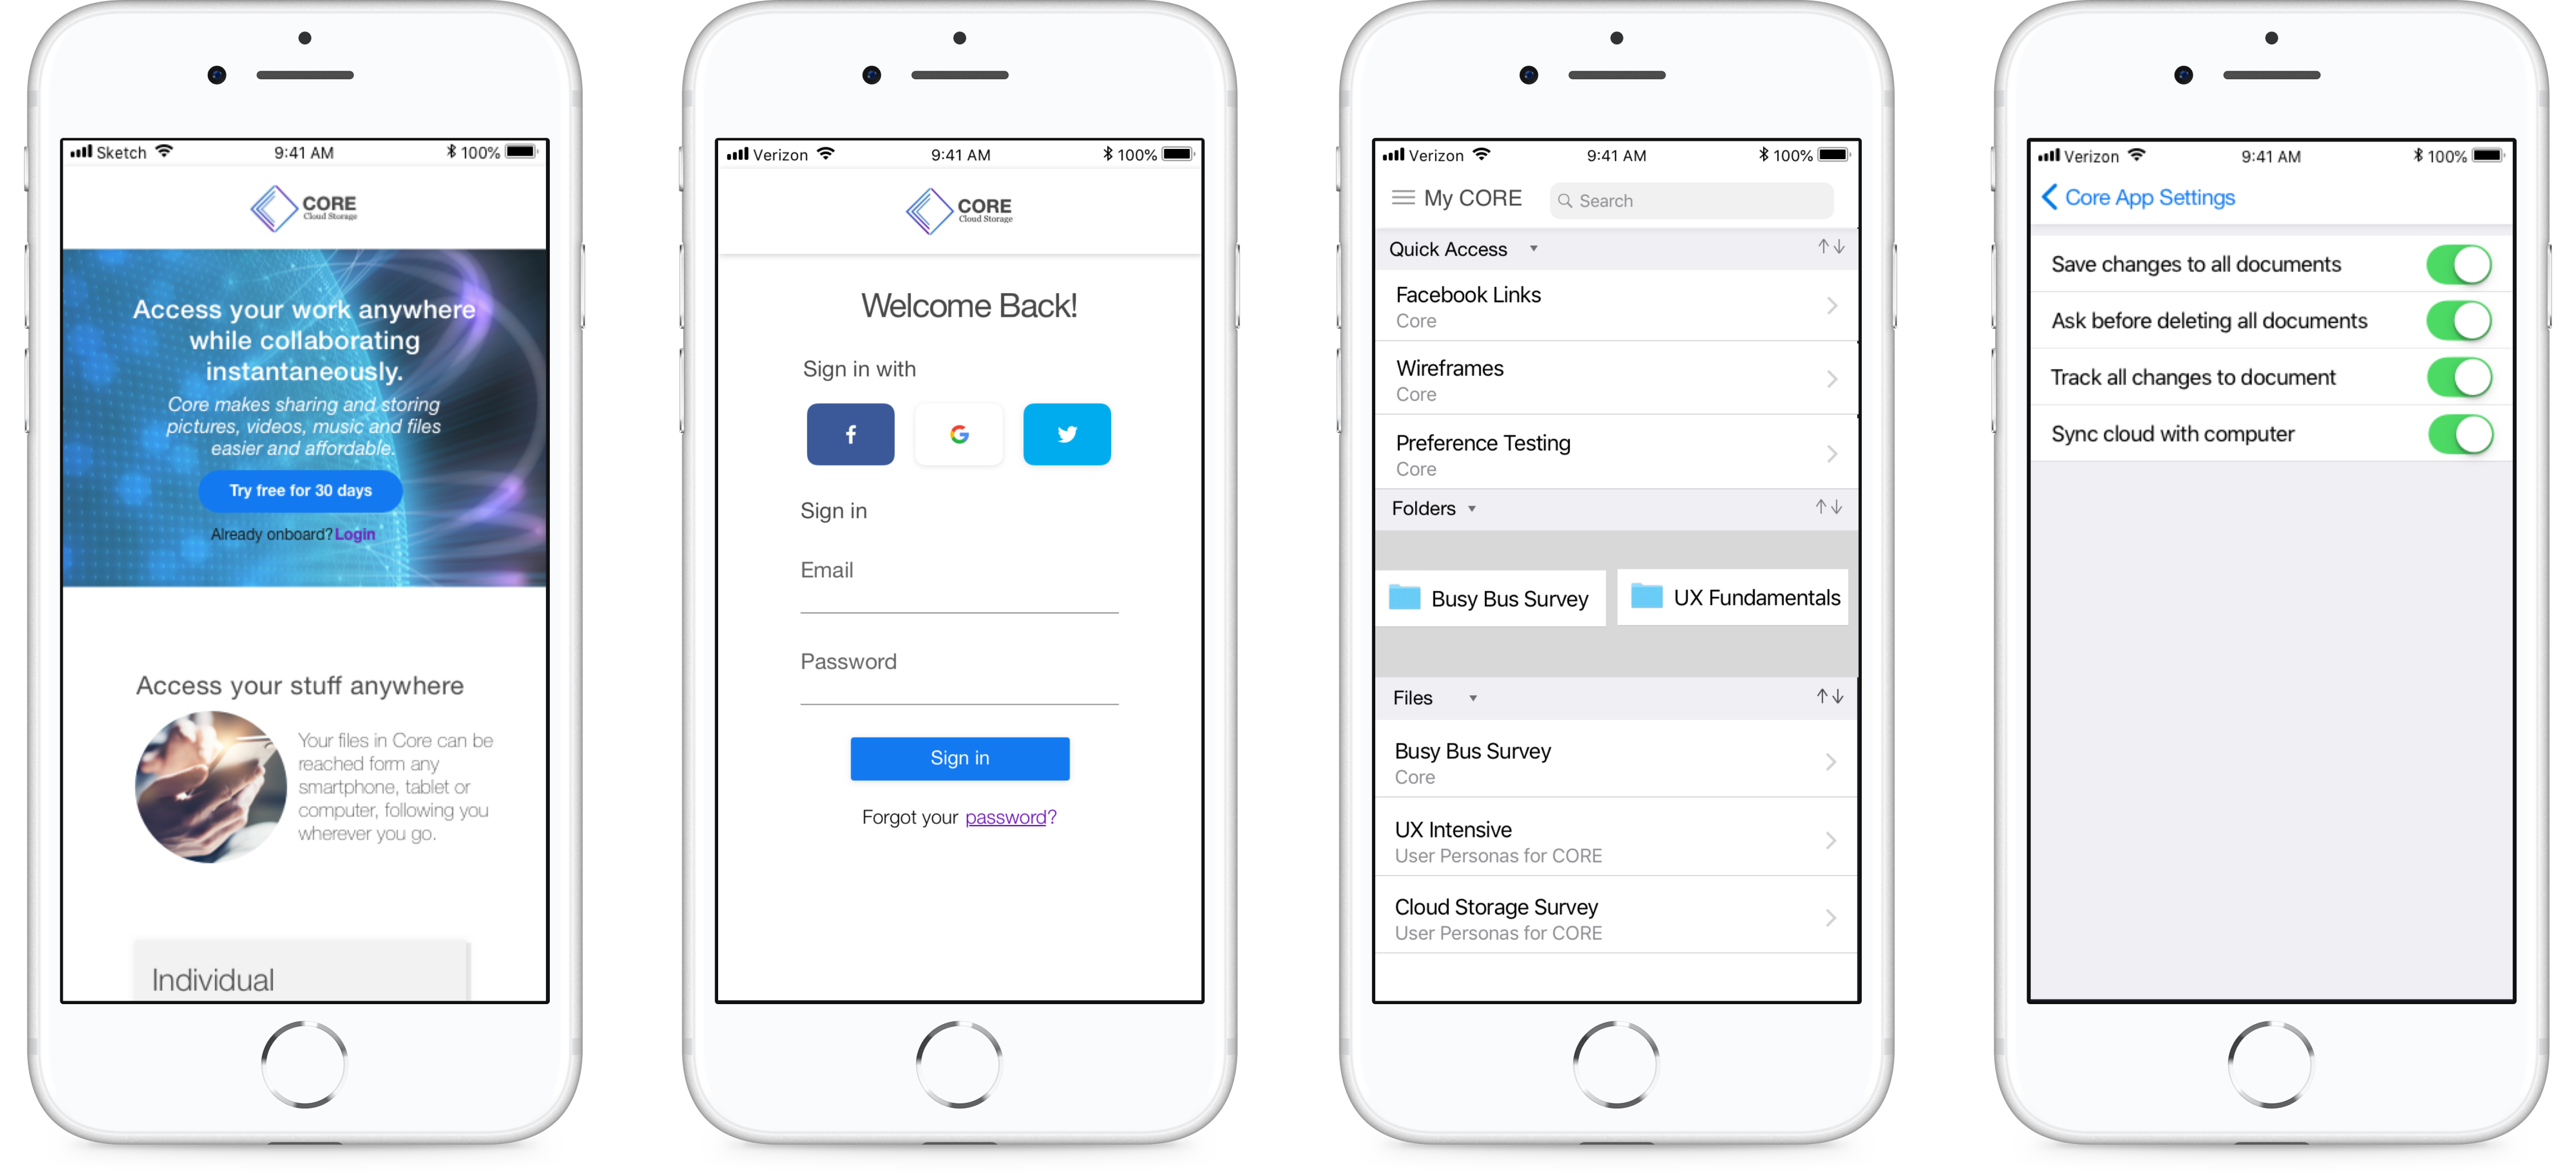 Sketch 9:41 AM 100%
CORE
Cloud Storage
Access your work anywhere
while collaborating
instantaneously.
Core makes sharing and storing
pictures, videos, music and files
easier and affordable.
Try free for 30 days
Already onboard? Login
Access your stuff anywhere
Your files in Core can be
reached form any
smartphone, tablet or
computer, following you
wherever you go.
Individual
Verizon 9:41 AM 100%
CORE
Cloud Storage
Welcome Back!
Sign in with
Sign in
Email
Password
Sign in
Forgot your password?
Verizon 9:41 AM 100%
My CORE Search
Quick Access
Facebook Links
Core
Wireframes
Core
Preference Testing
Core
Folders
Busy Bus Survey UX Fundamentals
Files
Busy Bus Survey
Core
UX Intensive
User Personas for CORE
Cloud Storage Survey
User Personas for CORE
Verizon 9:41 AM 100%
Core App Settings
Save changes to all documents
Ask before deleting all documents
Track all changes to document
Sync cloud with computer